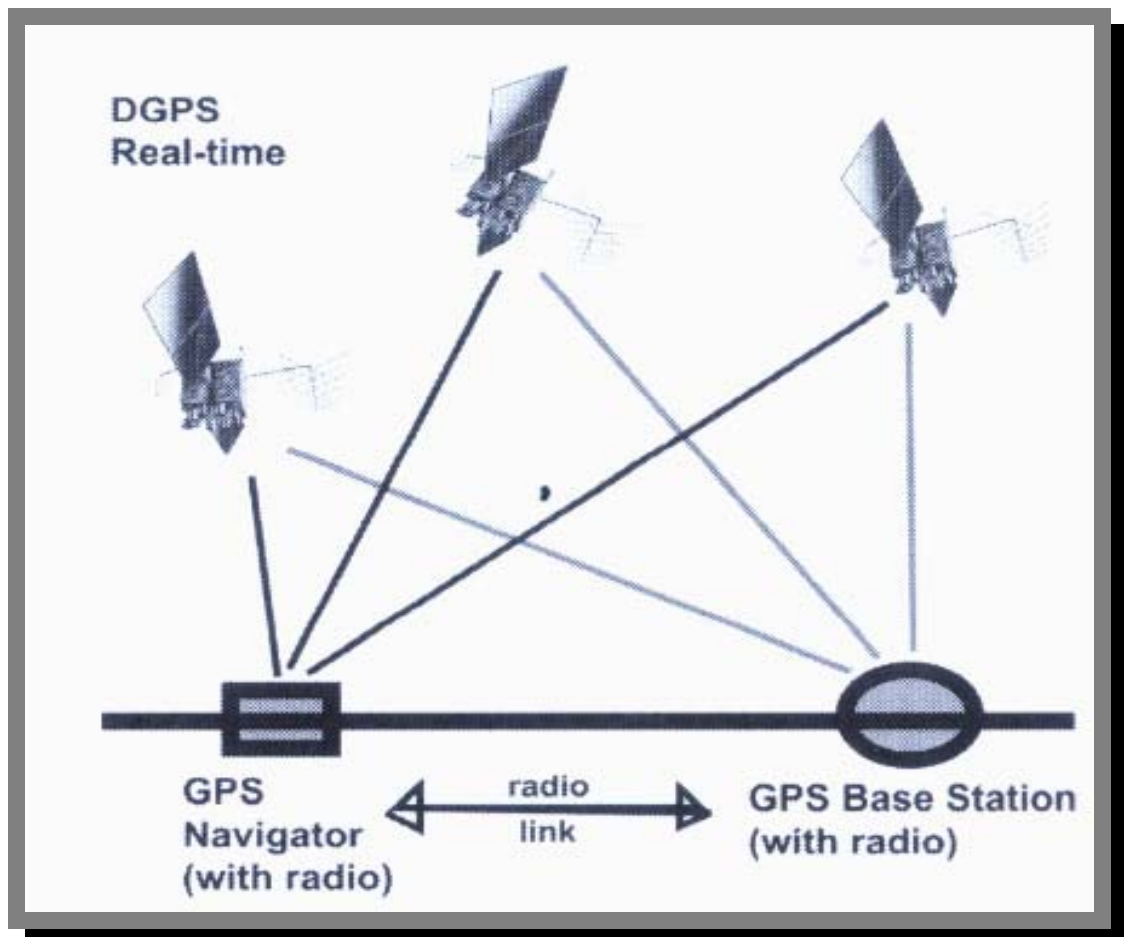 DGPS
Real-time
GPS
Navigator
(with radio)
radio
link
GPS Base Station
(with radio)